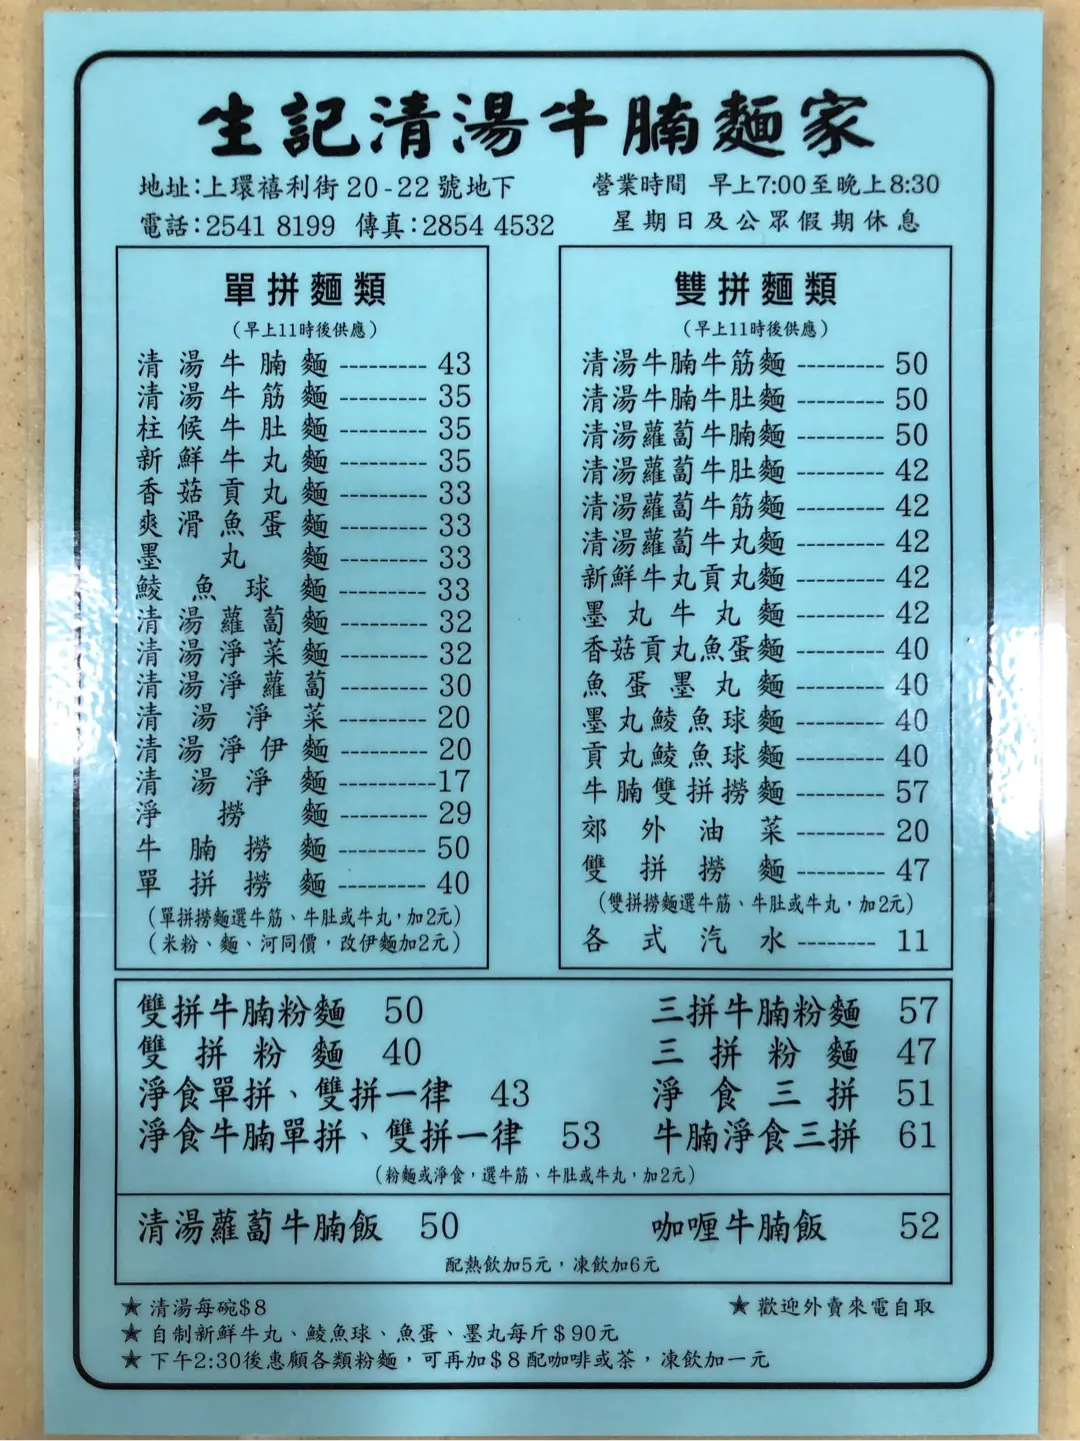 生記清湯牛腩麵家
地址:上環禧利街 20-22 號地下
電話:2541 8199 傳真:2854 4532
營業時間 早上7:00至晚上8:30
星期日及公眾假期休息
單拼麵類
(早上11時後供應)
清湯牛腩麵 --------- 43
清湯牛筋麵 --------- 35
柱候牛肚麵 --------- 35
新鮮牛丸麵 --------- 35
香菇貢丸麵 --------- 33
爽滑魚蛋麵 --------- 33
墨丸麵 --------- 33
鯪魚球麵 --------- 33
清湯蘿蔔麵 --------- 32
清湯淨菜麵 --------- 32
清湯淨蘿蔔 --------- 30
清湯淨菜 --------- 20
清湯淨伊麵 --------- 20
清湯淨麵 ----------17
淨撈麵 --------- 29
牛腩撈麵 --------- 50
單拼撈麵 --------- 40
(單拼撈麵選牛筋、牛肚或牛丸,加2元)
(米粉、麵、河同價,改伊麵加2元)
雙拼麵類
(早上11時後供應)
清湯牛腩牛筋麵 --------- 50
清湯牛腩牛肚麵 --------- 50
清湯蘿蔔牛腩麵 --------- 50
清湯蘿蔔牛肚麵 --------- 42
清湯蘿蔔牛筋麵 --------- 42
清湯蘿蔔牛丸麵 --------- 42
新鮮牛丸貢丸麵 --------- 42
墨丸牛丸麵 --------- 42
香菇貢丸魚蛋麵 --------- 40
魚蛋墨丸麵 --------- 40
墨丸鯪魚球麵 --------- 40
貢丸鯪魚球麵 --------- 40
牛腩雙拼撈麵 --------- 57
郊外油菜 --------- 20
雙拼撈麵 --------- 47
(雙拼撈麵選牛筋、牛肚或牛丸,加2元)
各式汽水 -------- 11
雙拼牛腩粉麵 50 三拼牛腩粉麵 57
雙拼粉麵 40 三拼粉麵 47
淨食單拼、雙拼一律 43 淨食三拼 51
淨食牛腩單拼、雙拼一律 53 牛腩淨食三拼 61
(粉麵或淨食,選牛筋、牛肚或牛丸,加2元)
清湯蘿蔔牛腩飯 50 咖喱牛腩飯 52
配熱飲加5元,凍飲加6元
★ 清湯每碗$8 ★ 歡迎外賣來電自取
★ 自制新鮮牛丸、鯪魚球、魚蛋、墨丸每斤$90元
★ 下午2:30後惠顧各類粉麵,可再加$8配咖啡或茶,凍飲加一元